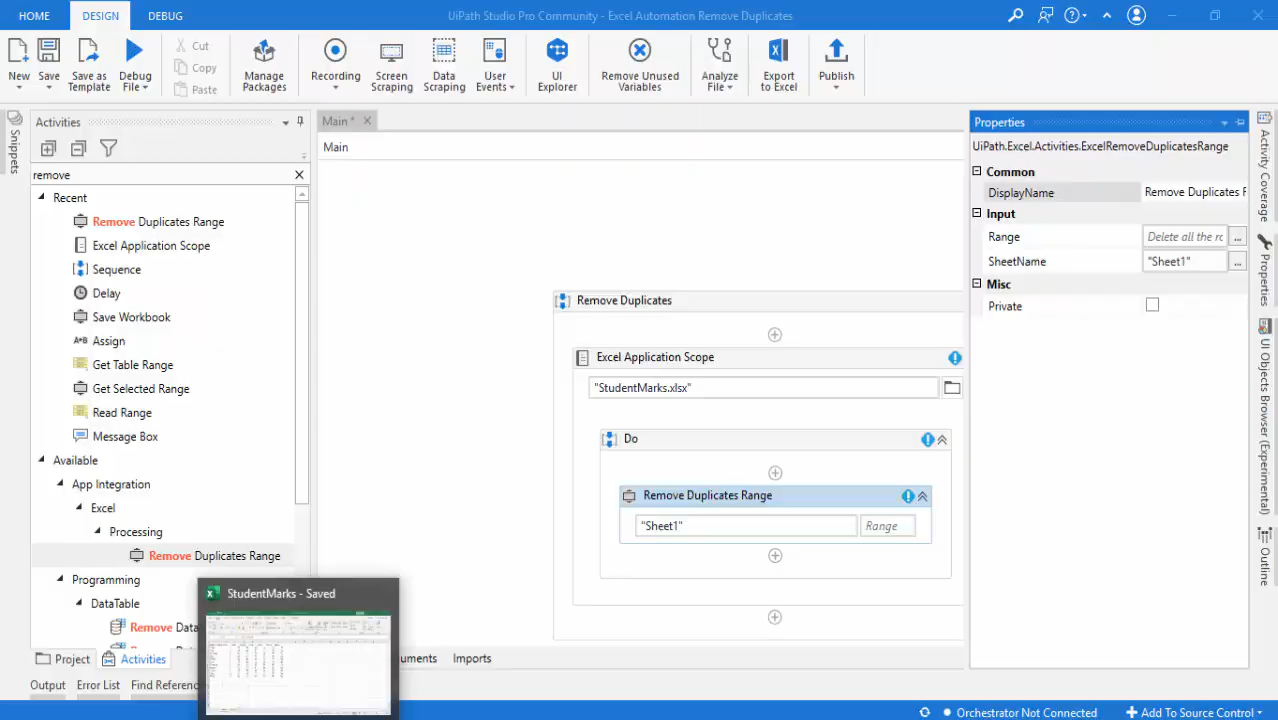 HOME DESIGN DEBUG UiPath Studio Pro Community - Excel Automation Remove Duplicates
New Save Save as Template Debug File Cut Copy Paste Manage Packages Recording Screen Scraping Data Scraping User Events UI Explorer Remove Unused Variables Analyze File Export to Excel Publish
Snippets
Activities
remove
Recent
Remove Duplicates Range
Excel Application Scope
Sequence
Delay
Save Workbook
A*B Assign
Get Table Range
Get Selected Range
Read Range
Message Box
Available
App Integration
Excel
Processing
Remove Duplicates Range
Programming
DataTable
Remove Data
Project Activities
Output Error List Find Referenc
StudentMarks - Saved
Main *
Main
Remove Duplicates
Excel Application Scope
"StudentMarks.xlsx"
Do
Remove Duplicates Range
"Sheet1" Range
uments Imports
Properties
UiPath.Excel.Activities.ExcelRemoveDuplicatesRange
Common
DisplayName Remove Duplicates R
Input
Range Delete all the ro ...
SheetName "Sheet1" ...
Misc
Private
Activity Coverage
Properties
UI Objects Browser (Experimental)
Outline
Orchestrator Not Connected Add To Source Control